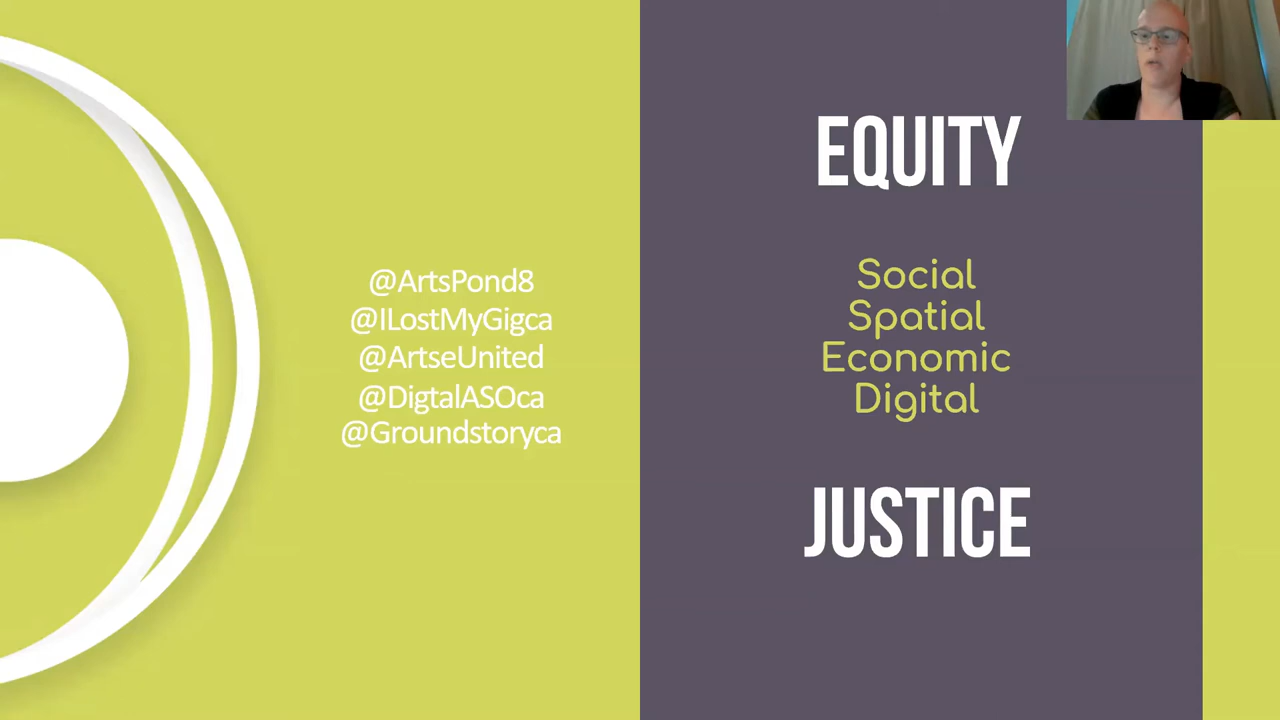 @ArtsPond8
@ILostMyGigca
@ArtseUnited
@DigtalASOca
@Groundstoryca
EQUITY
Social
Spatial
Economic
Digital
JUSTICE